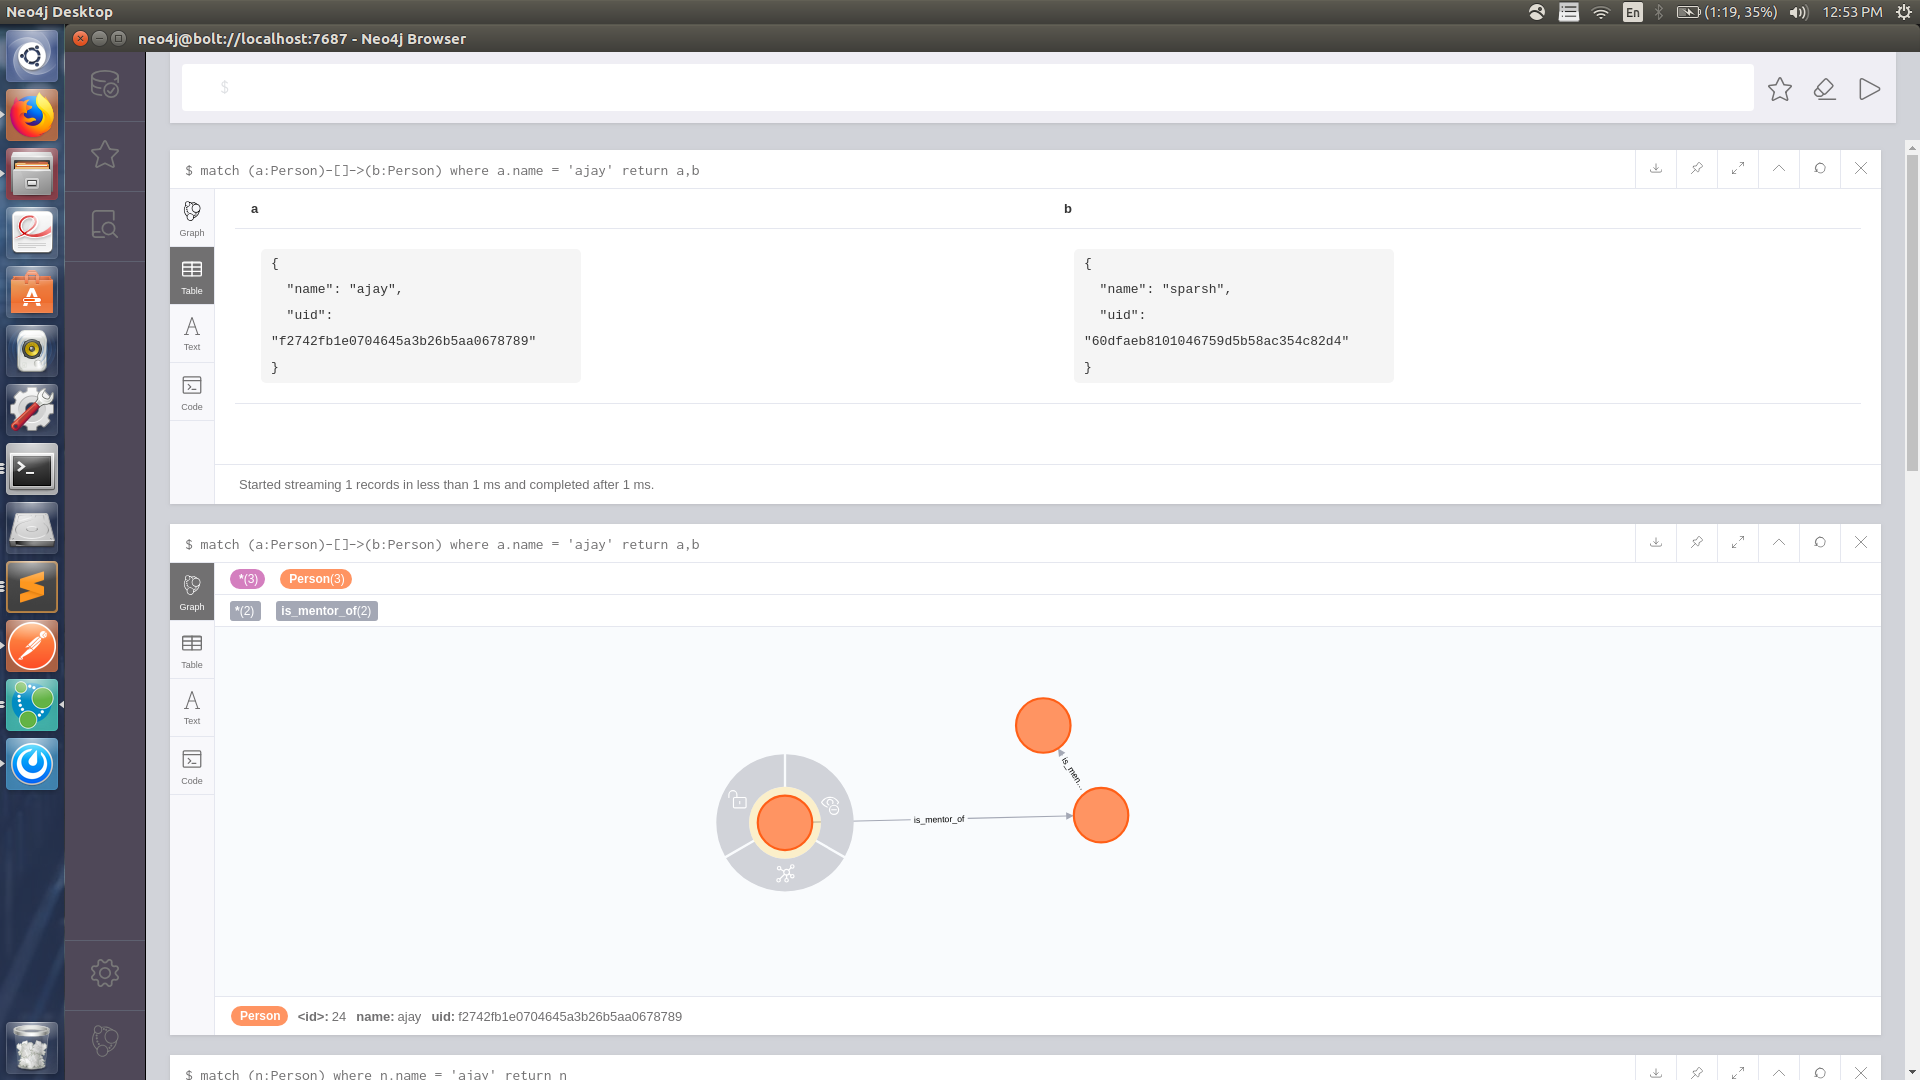 Neo4j Desktop
En
(1:19, 35%)
12:53 PM
neo4j@bolt://localhost:7687 - Neo4j Browser
$
$ match (a:Person)-[]->(b:Person) where a.name = 'ajay' return a,b
Graph
Table
Text
Code
a
b
{
"name": "ajay",
"uid":
"f2742fb1e0704645a3b26b5aa0678789"
}
{
"name": "sparsh",
"uid":
"60dfaeb8101046759d5b58ac354c82d4"
}
Started streaming 1 records in less than 1 ms and completed after 1 ms.
$ match (a:Person)-[]->(b:Person) where a.name = 'ajay' return a,b
Graph
Table
Text
Code
*(3) Person(3)
*(2) is_mentor_of(2)
is_men…
is_mentor_of
Person <id>: 24 name: ajay uid: f2742fb1e0704645a3b26b5aa0678789
$ match (n:Person) where n.name = 'ajay' return n